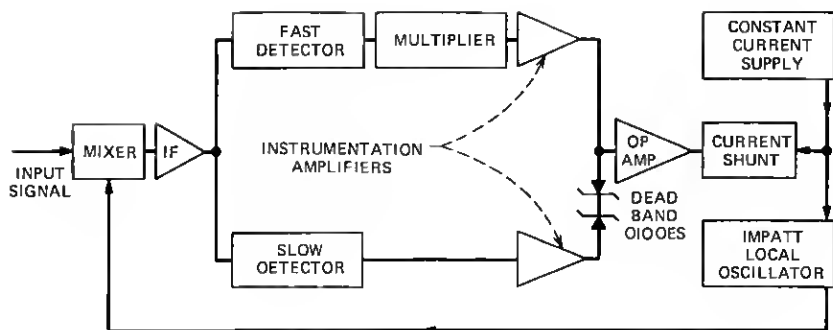 FAST
DETECTOR
MULTIPLIER
CONSTANT
CURRENT
SUPPLY
MIXER
IF
INPUT
SIGNAL
INSTRUMENTATION
AMPLIFIERS
OP
AMP
CURRENT
SHUNT
DEAD
BAND
OIOOES
SLOW
OETECTOR
IMPATT
LOCAL
OSCILLATOR